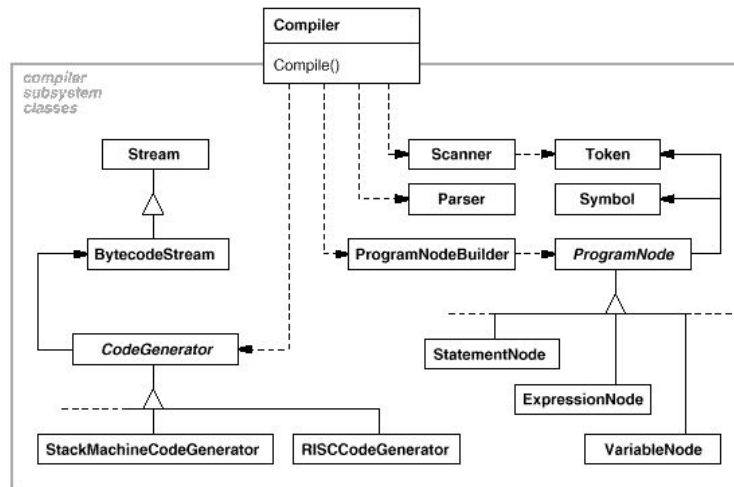 Compiler
Compile()
compiler
subsystem
classes
Stream
Scanner
Token
Parser
Symbol
BytecodeStream
ProgramNodeBuilder
ProgramNode
CodeGenerator
StatementNode
ExpressionNode
StackMachineCodeGenerator
RISCCodeGenerator
VariableNode